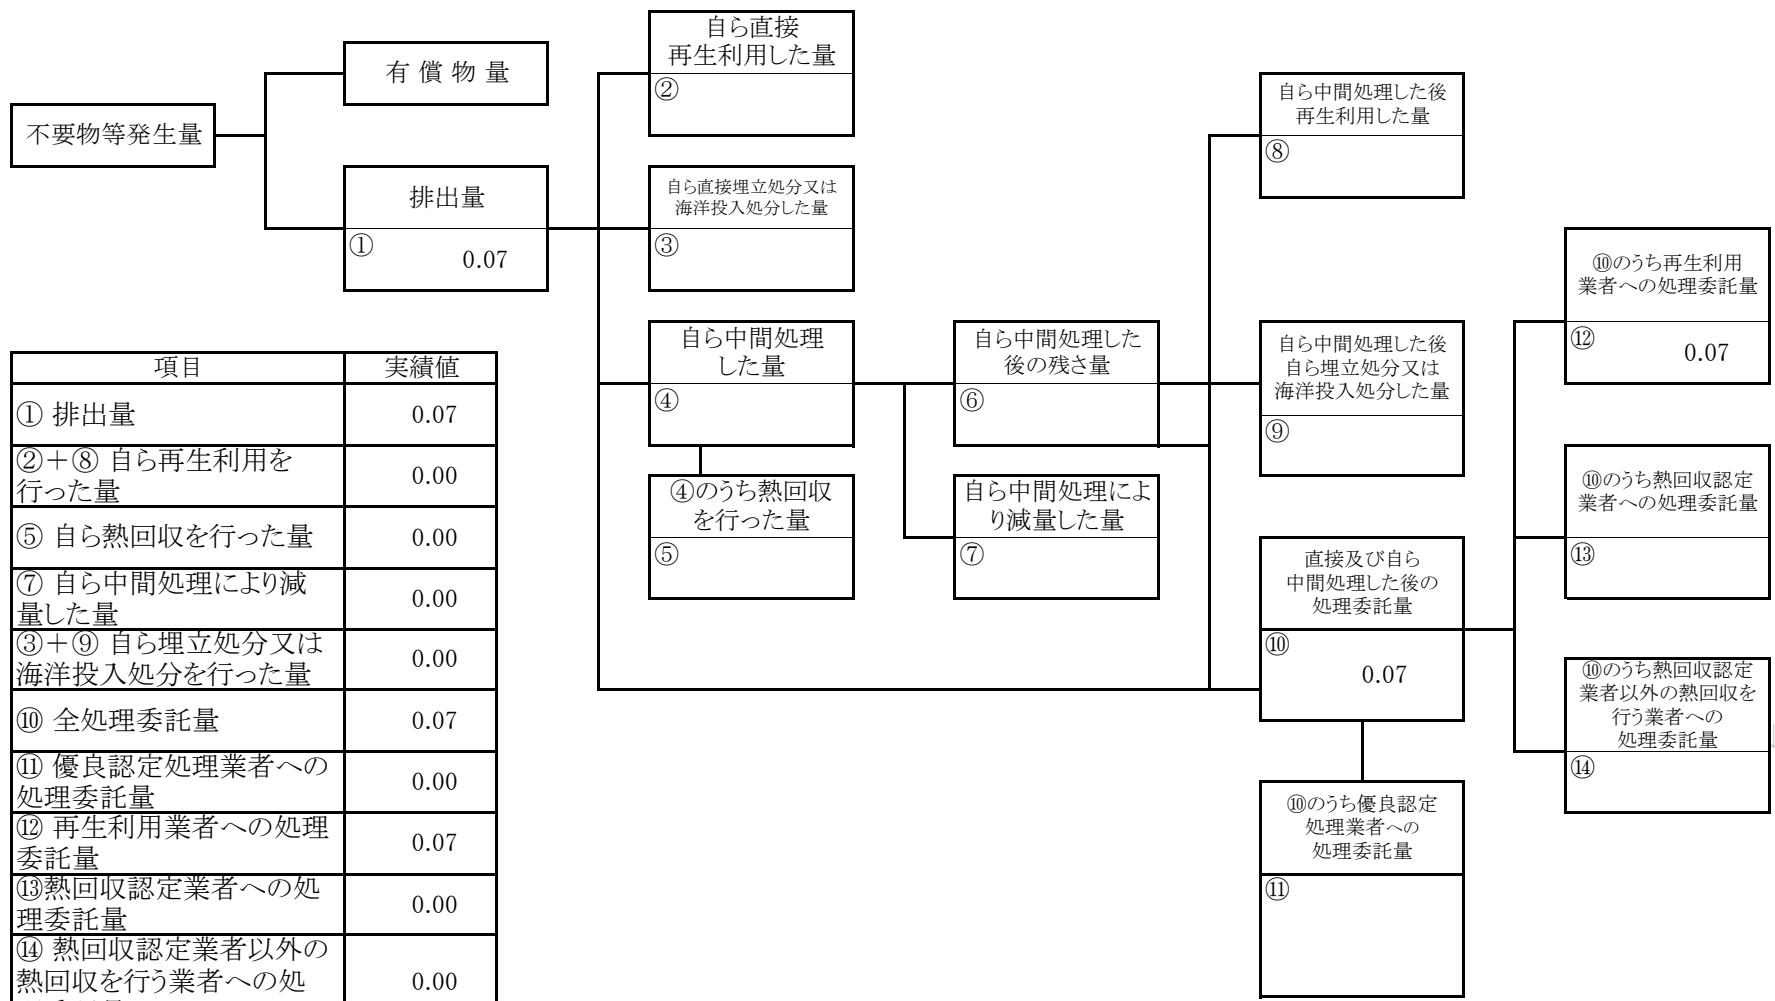 不要物等発生量
有 償 物 量
排出量
①
0.07
自ら直接
再生利用した量
②
自ら直接埋立処分又は
海洋投入処分した量
③
自ら中間処理
した量
④
④のうち熱回収
を行った量
⑤
自ら中間処理した
後の残さ量
⑥
自ら中間処理によ
り減量した量
⑦
自ら中間処理した後
再生利用した量
⑧
自ら中間処理した後
自ら埋立処分又は
海洋投入処分した量
⑨
直接及び自ら
中間処理した後の
処理委託量
⑩
0.07
⑩のうち優良認定
処理業者への
処理委託量
⑪
⑩のうち再生利用
業者への処理委託量
⑫
0.07
⑩のうち熱回収認定
業者への処理委託量
⑬
⑩のうち熱回収認定
業者以外の熱回収を
行う業者への
処理委託量
⑭
項目 実績値
① 排出量 0.07
②＋⑧ 自ら再生利用を
行った量 0.00
⑤ 自ら熱回収を行った量 0.00
⑦ 自ら中間処理により減
量した量 0.00
③＋⑨ 自ら埋立処分又は
海洋投入処分を行った量 0.00
⑩ 全処理委託量 0.07
⑪ 優良認定処理業者への
処理委託量 0.00
⑫ 再生利用業者への処理
委託量 0.07
⑬熱回収認定業者への処
理委託量 0.00
⑭ 熱回収認定業者以外の
熱回収を行う業者への処 0.00